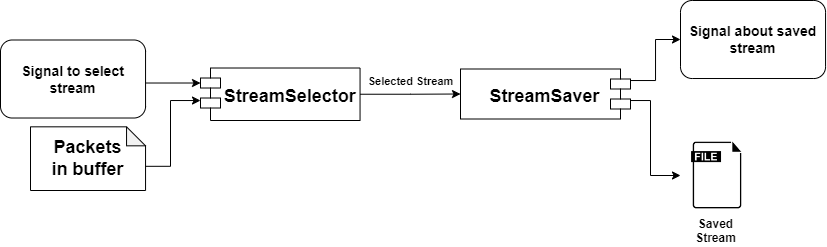 Signal to select
stream
Packets
in buffer
StreamSelector
Selected Stream
StreamSaver
Signal about saved
stream
FILE
Saved
Stream